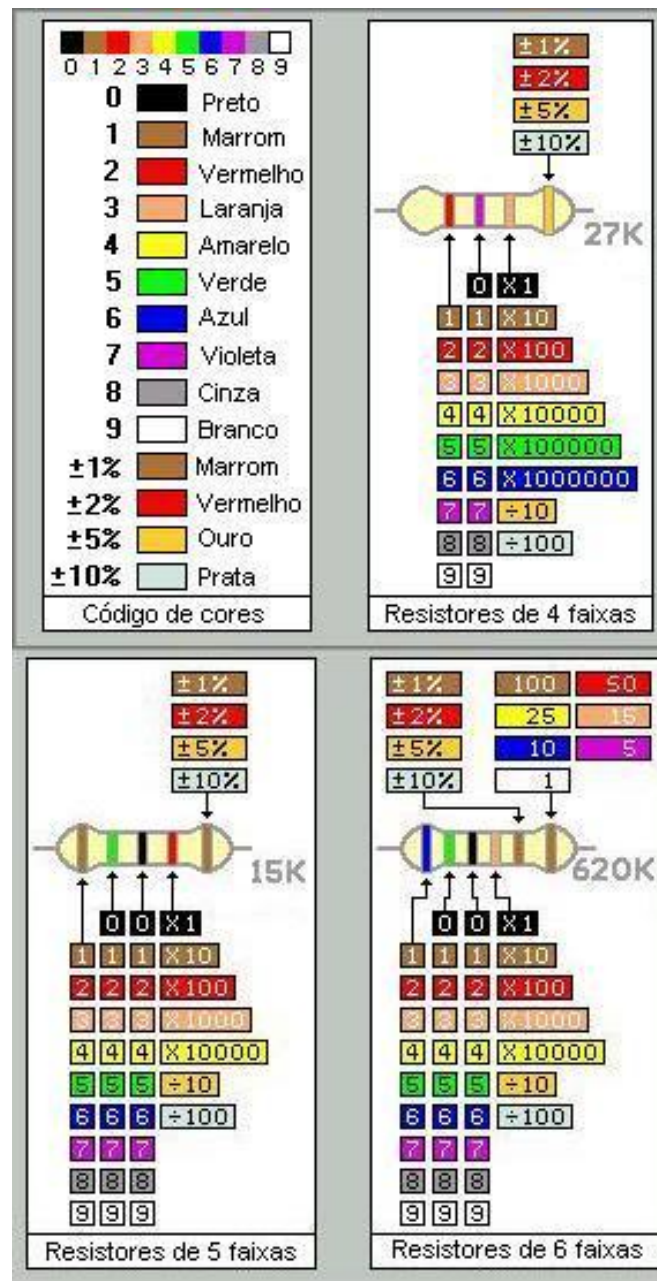 0 1 2 3 4 5 6 7 8 9
0 Preto
1 Marrom
2 Vermelho
3 Laranja
4 Amarelo
5 Verde
6 Azul
7 Violeta
8 Cinza
9 Branco
±1% Marrom
±2% Vermelho
±5% Ouro
±10% Prata
Código de cores
±1%
±2%
±5%
±10%
27K
0 X1
1 1 X10
2 2 X100
3 3 X1000
4 4 X10000
5 5 X100000
6 6 X1000000
7 7 ÷10
8 8 ÷100
9 9
Resistores de 4 faixas
±1%
±2%
±5%
±10%
15K
0 0 X1
1 1 1 X10
2 2 2 X100
3 3 3 X1000
4 4 4 X10000
5 5 5 ÷10
6 6 6 ÷100
7 7 7
8 8 8
9 9 9
Resistores de 5 faixas
±1% 100 50
±2% 25 15
±5% 10 5
±10% 1
620K
0 0 X1
1 1 1 X10
2 2 2 X100
3 3 3 X1000
4 4 4 X10000
5 5 5 ÷10
6 6 6 ÷100
7 7 7
8 8 8
9 9 9
Resistores de 6 faixas